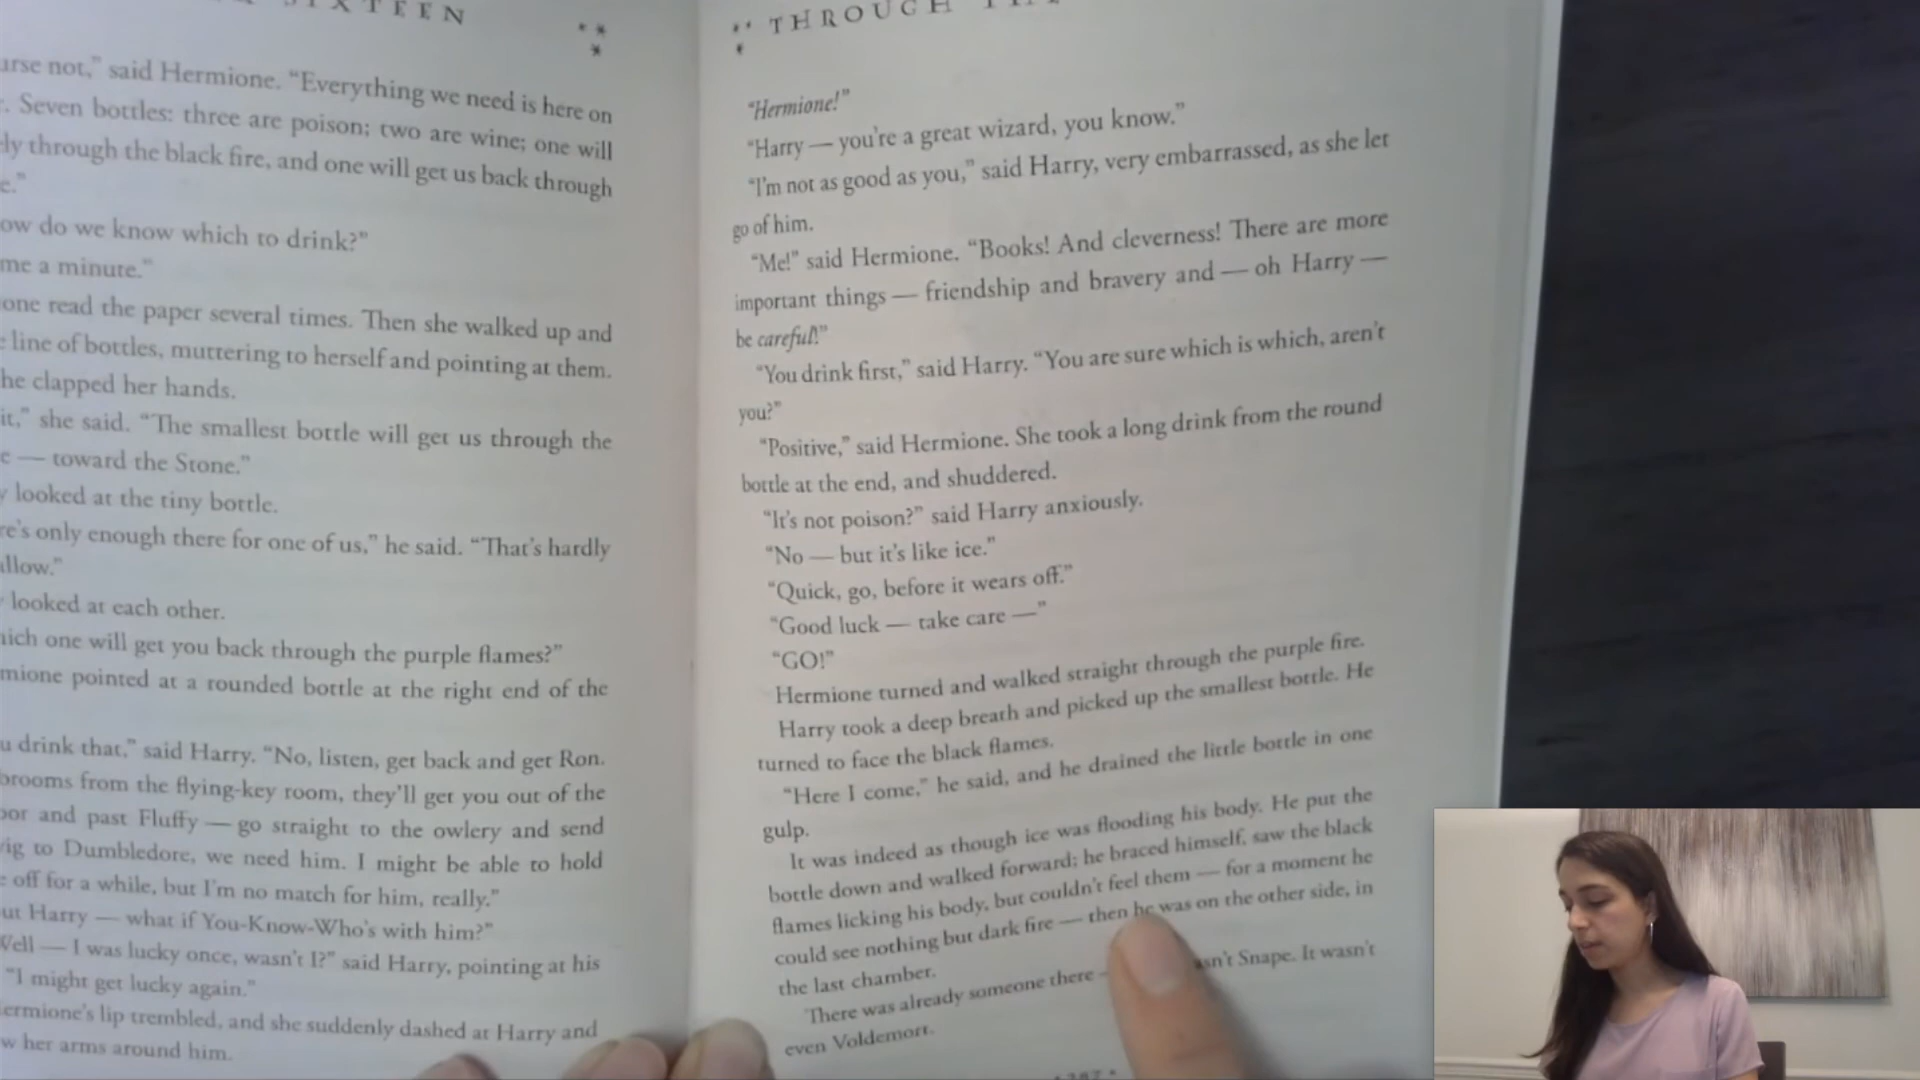 SIXTEEN
urse not,” said Hermione. “Everything we need is here on
r. Seven bottles: three are poison; two are wine; one will
ly through the black fire, and one will get us back through
e.”
ow do we know which to drink?”
me a minute.”
one read the paper several times. Then she walked up and
e line of bottles, muttering to herself and pointing at them.
he clapped her hands.
it,” she said. “The smallest bottle will get us through the
e — toward the Stone.”
y looked at the tiny bottle.
re’s only enough there for one of us,” he said. “That’s hardly
allow.”
looked at each other.
hich one will get you back through the purple flames?”
mione pointed at a rounded bottle at the right end of the
u drink that,” said Harry. “No, listen, get back and get Ron.
brooms from the flying-key room, they’ll get you out of the
oor and past Fluffy — go straight to the owlery and send
vig to Dumbledore, we need him. I might be able to hold
e off for a while, but I’m no match for him, really.”
ut Harry — what if You-Know-Who’s with him?”
Well — I was lucky once, wasn’t I?” said Harry, pointing at his
“I might get lucky again.”
ermione’s lip trembled, and she suddenly dashed at Harry and
w her arms around him.
THROUGH
“Hermione!”
“Harry — you’re a great wizard, you know.”
“I’m not as good as you,” said Harry, very embarrassed, as she let
go of him.
“Me!” said Hermione. “Books! And cleverness! There are more
important things — friendship and bravery and — oh Harry —
be careful!”
“You drink first,” said Harry. “You are sure which is which, aren’t
you?”
“Positive,” said Hermione. She took a long drink from the round
bottle at the end, and shuddered.
“It’s not poison?” said Harry anxiously.
“No — but it’s like ice.”
“Quick, go, before it wears off.”
“Good luck — take care —”
“GO!”
Hermione turned and walked straight through the purple fire.
Harry took a deep breath and picked up the smallest bottle. He
turned to face the black flames.
“Here I come,” he said, and he drained the little bottle in one
gulp.
It was indeed as though ice was flooding his body. He put the
bottle down and walked forward; he braced himself, saw the black
flames licking his body, but couldn’t feel them — for a moment he
could see nothing but dark fire — then he was on the other side, in
the last chamber.
There was already someone there — asn’t Snape. It wasn’t
even Voldemort.